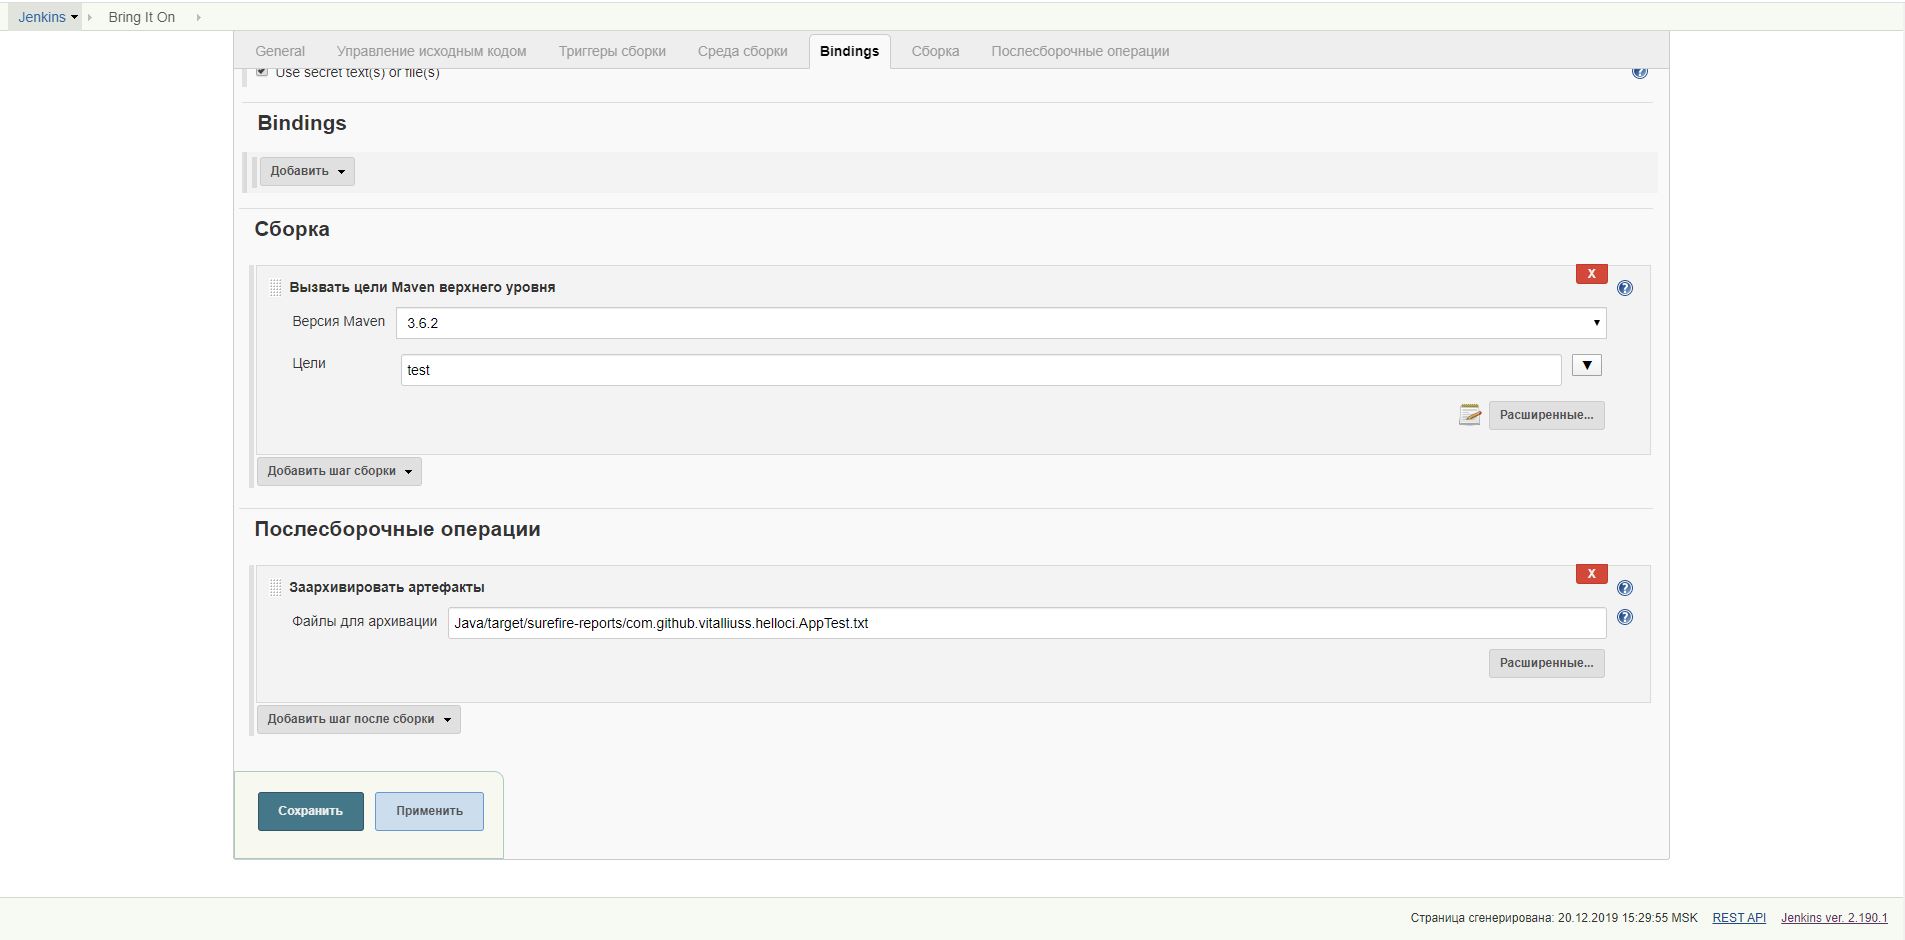 Jenkins Bring It On
General Управление исходным кодом Триггеры сборки Среда сборки Bindings Сборка Послесборочные операции
Use secret text(s) or file(s)
Bindings
Добавить
Сборка
X
Вызвать цели Maven верхнего уровня
Версия Maven 3.6.2
Цели test
Расширенные...
Добавить шаг сборки
Послесборочные операции
X
Заархивировать артефакты
Файлы для архивации Java/target/surefire-reports/com.github.vitalliuss.helloci.AppTest.txt
Расширенные...
Добавить шаг после сборки
Сохранить Применить
Страница сгенерирована: 20.12.2019 15:29:55 MSK REST API Jenkins ver. 2.190.1